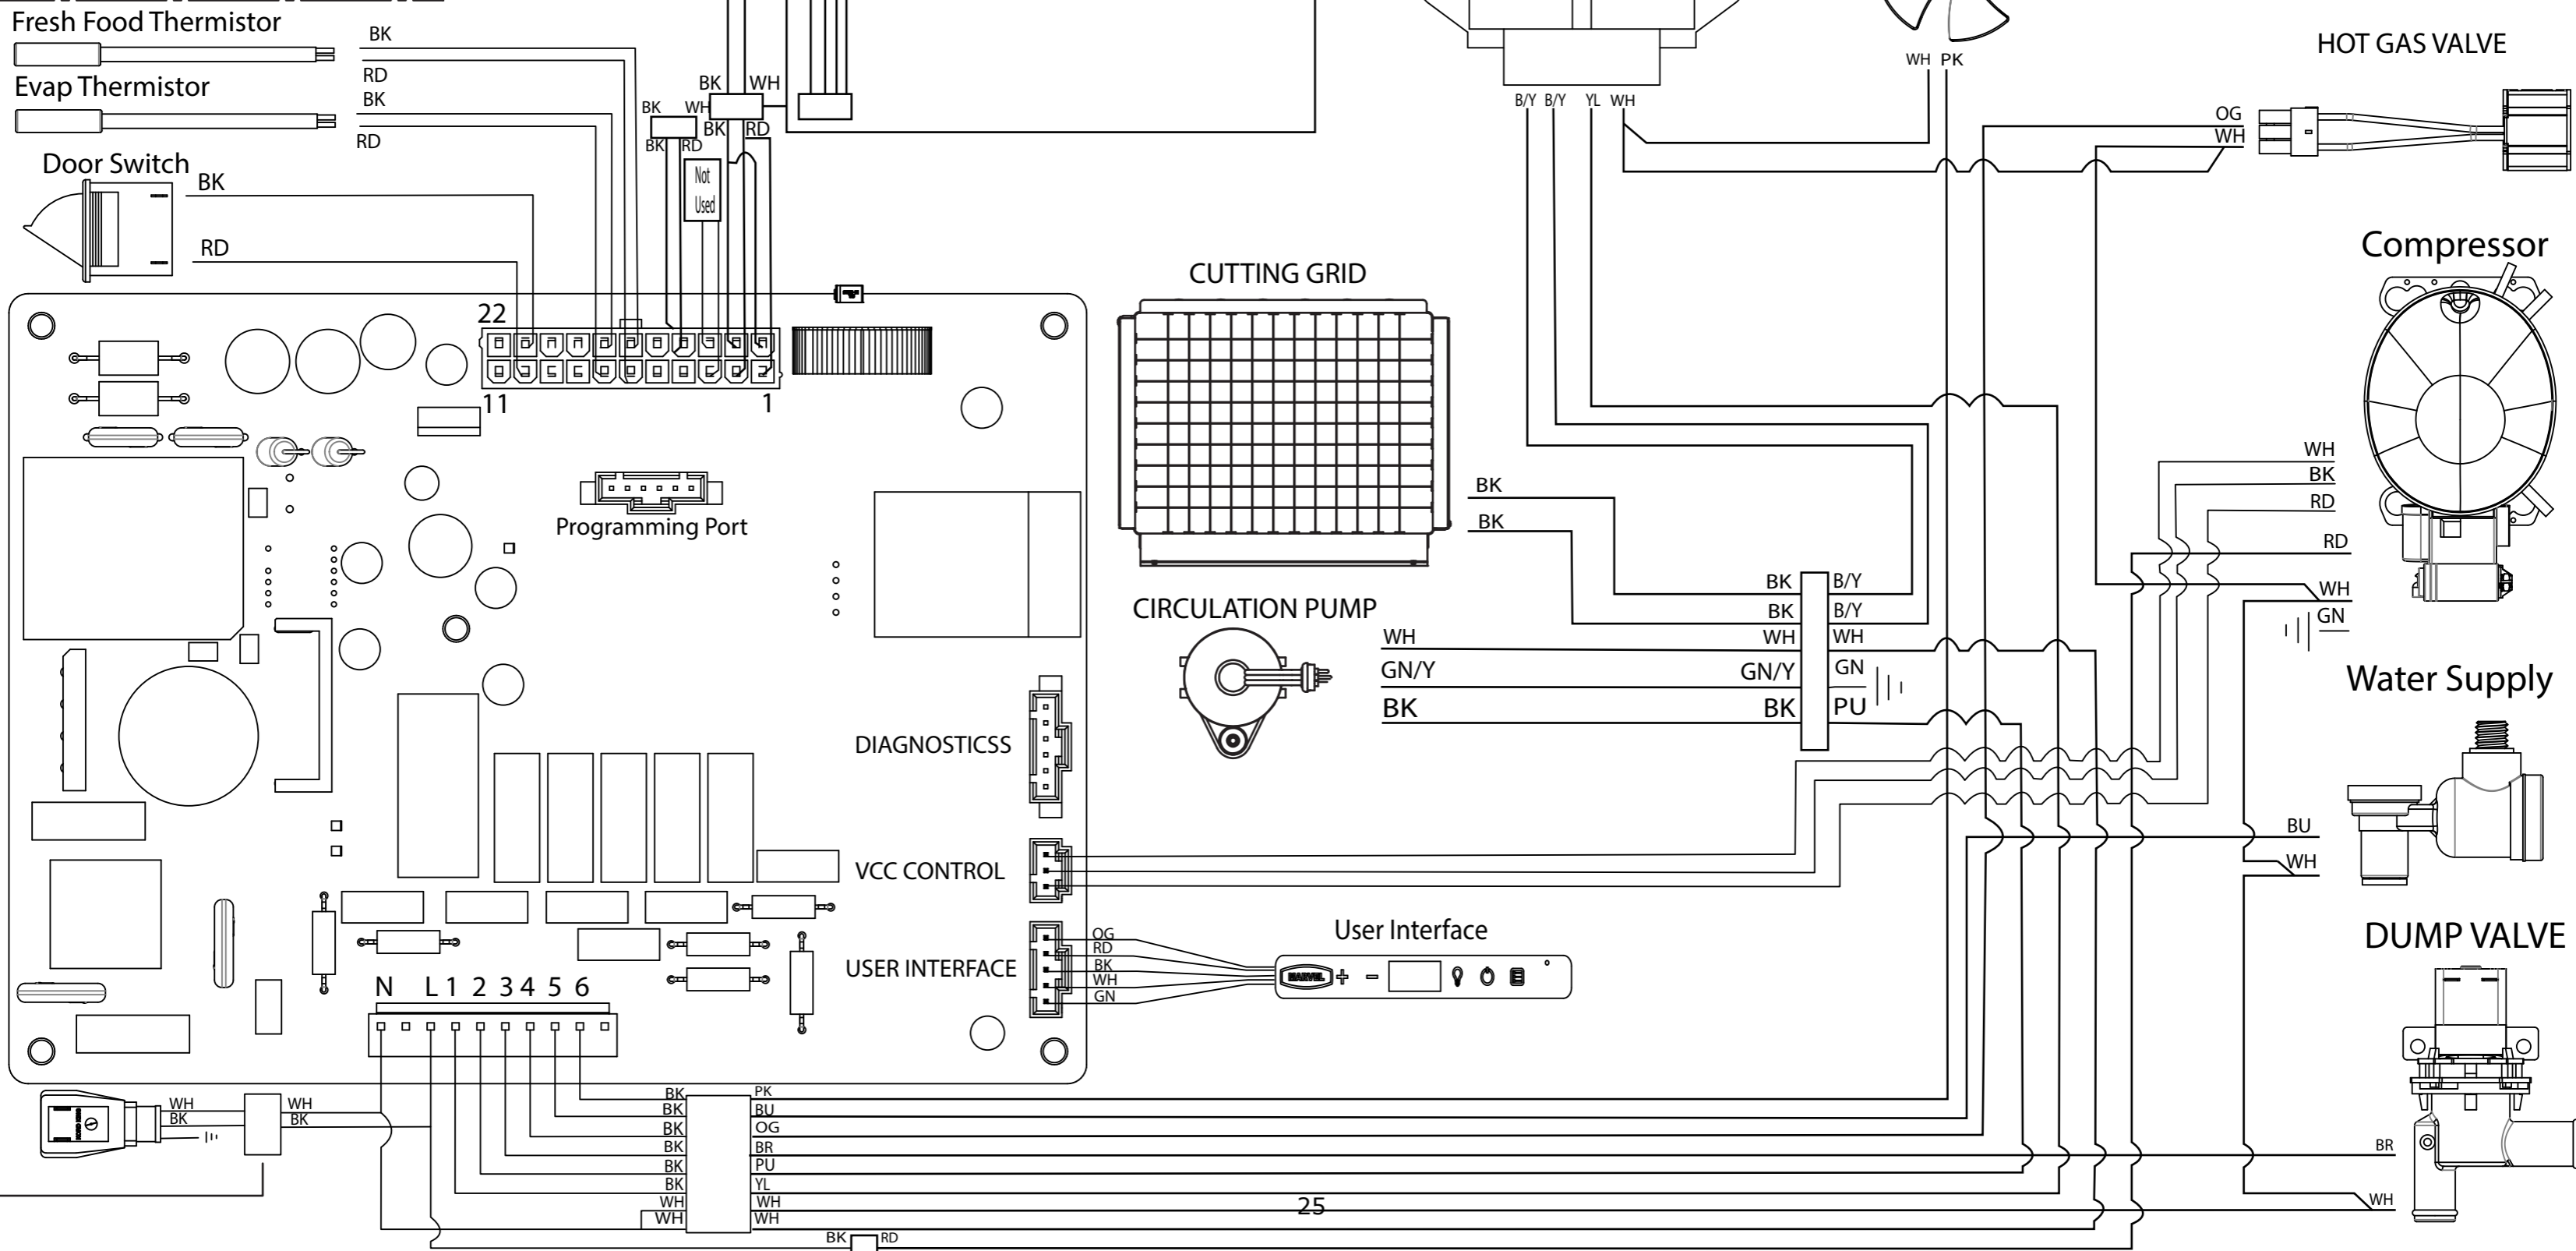 Fresh Food Thermistor
BK
RD
Evap Thermistor
BK
RD
Door Switch
BK
RD
BK WH
BK WH
BK RD
BK RD
Not
Used
WH PK
B/Y B/Y YL WH
HOT GAS VALVE
OG
WH
Compressor
WH
BK
RD
RD
WH
GN
22
11
1
Programming Port
CUTTING GRID
BK
BK
CIRCULATION PUMP
WH
GN/Y
BK
BK B/Y
BK B/Y
WH WH
GN/Y GN
BK PU
Water Supply
BU
WH
DIAGNOSTICSS
VCC CONTROL
USER INTERFACE
OG
RD
BK
WH
GN
User Interface
MARVEL + -
DUMP VALVE
BR
WH
N L 1 2 3 4 5 6
WH WH
BK BK
BK PK
BK BU
BK OG
BK BR
BK PU
BK YL
WH WH
WH WH
BK RD
25